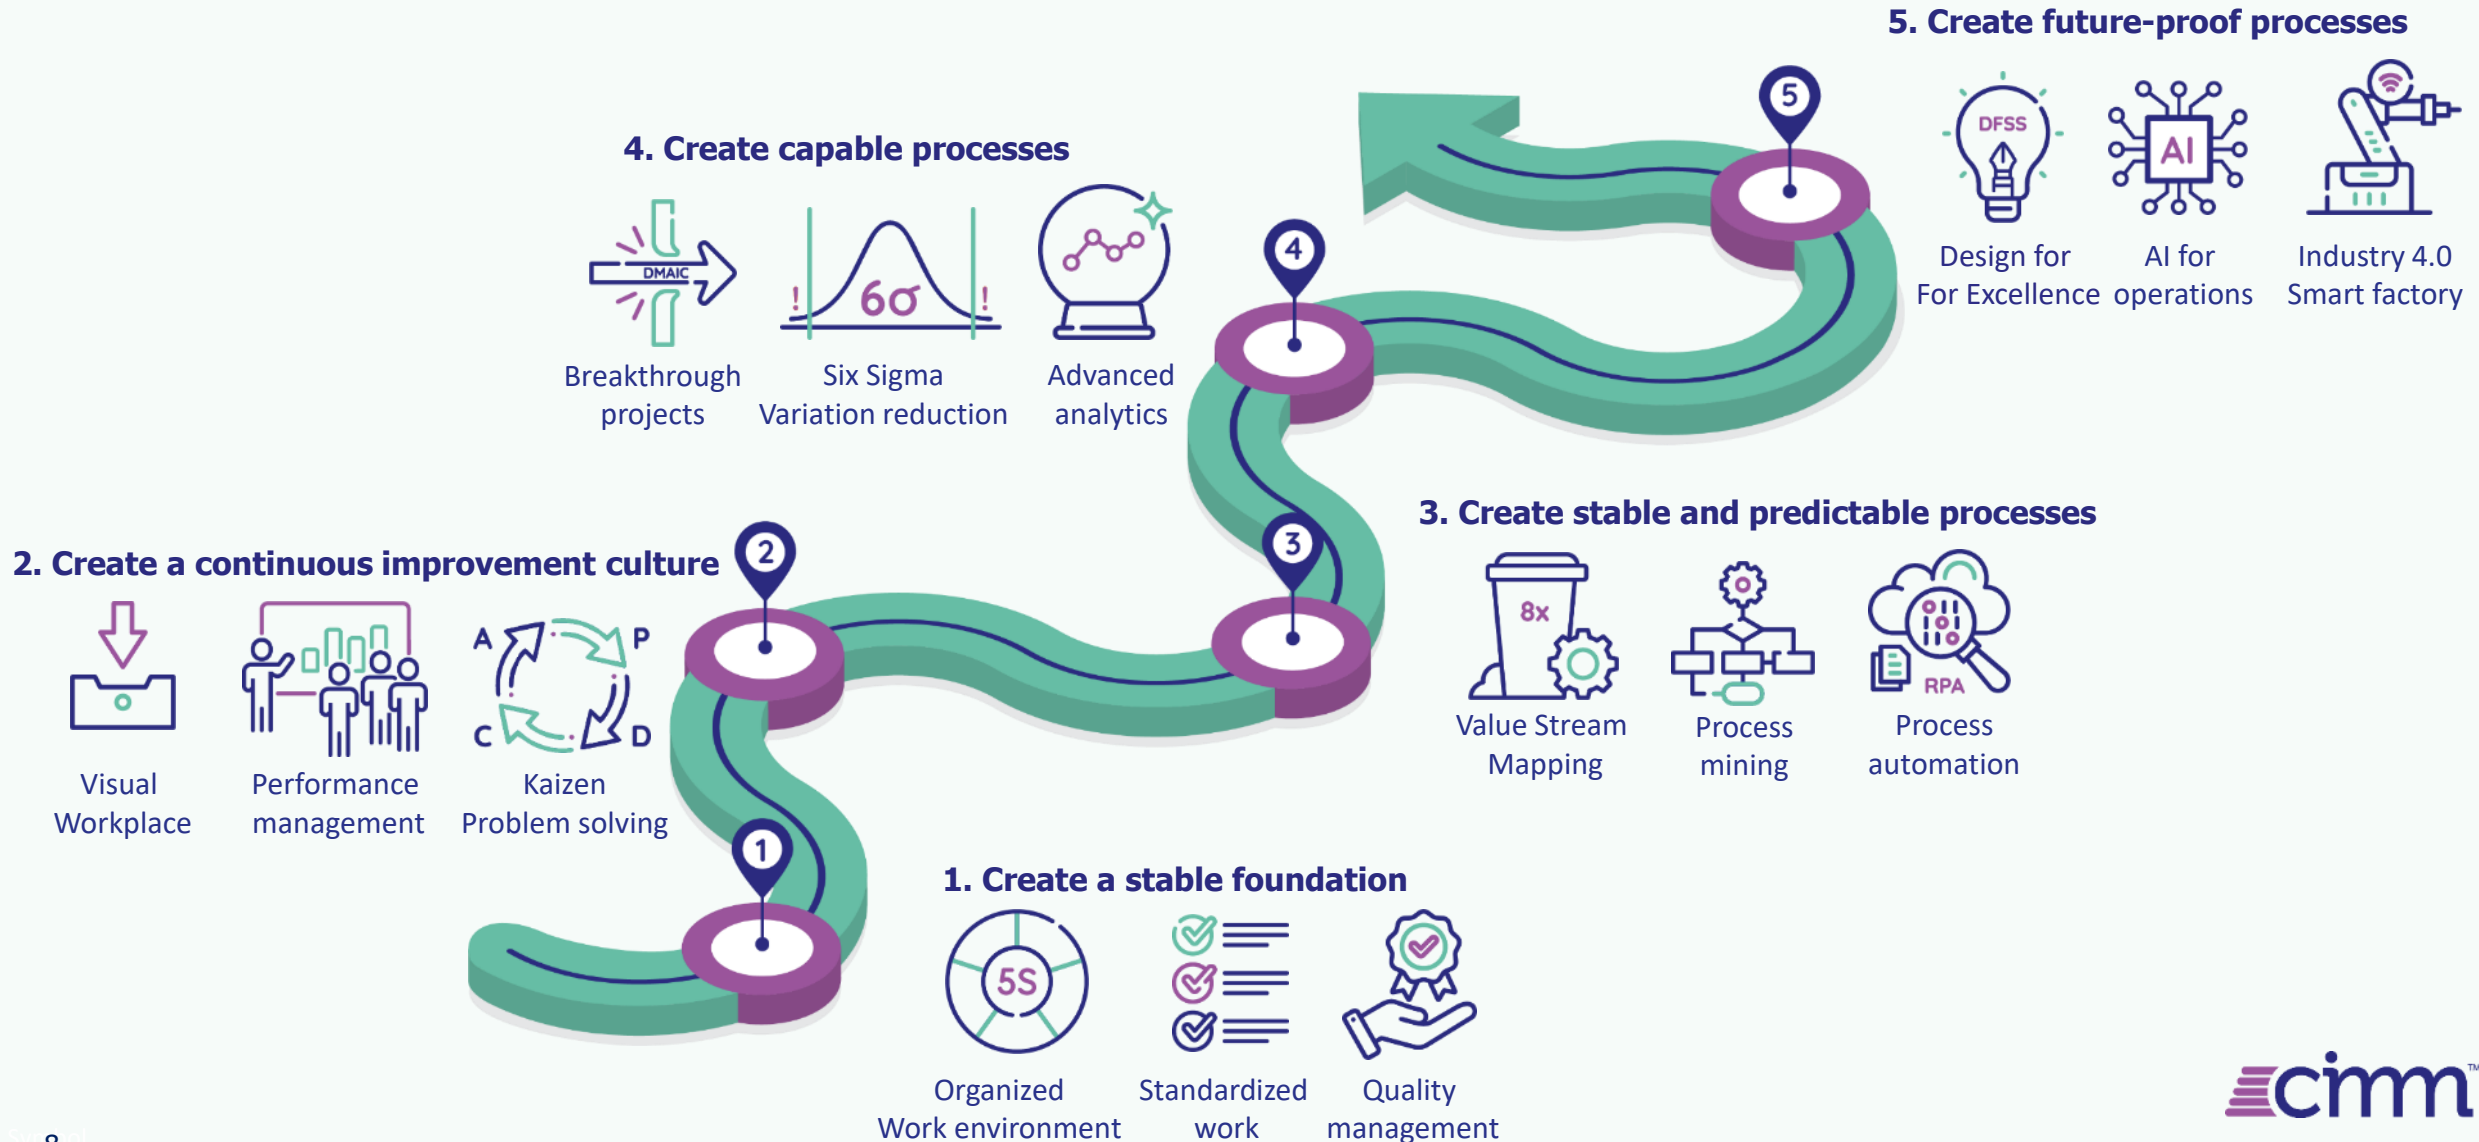 5. Create future-proof processes
DFSS
AI
Design for
For Excellence
AI for
operations
Industry 4.0
Smart factory
5
4. Create capable processes
DMAIC
! 6σ !
Breakthrough
projects
Six Sigma
Variation reduction
Advanced
analytics
4
3. Create stable and predictable processes
8x
RPA
Value Stream
Mapping
Process
mining
Process
automation
3
2. Create a continuous improvement culture
2
A P
C D
Visual
Workplace
Performance
management
Kaizen
Problem solving
1
1. Create a stable foundation
5S
Organized
Work environment
Standardized
work
Quality
management
cimm™
8